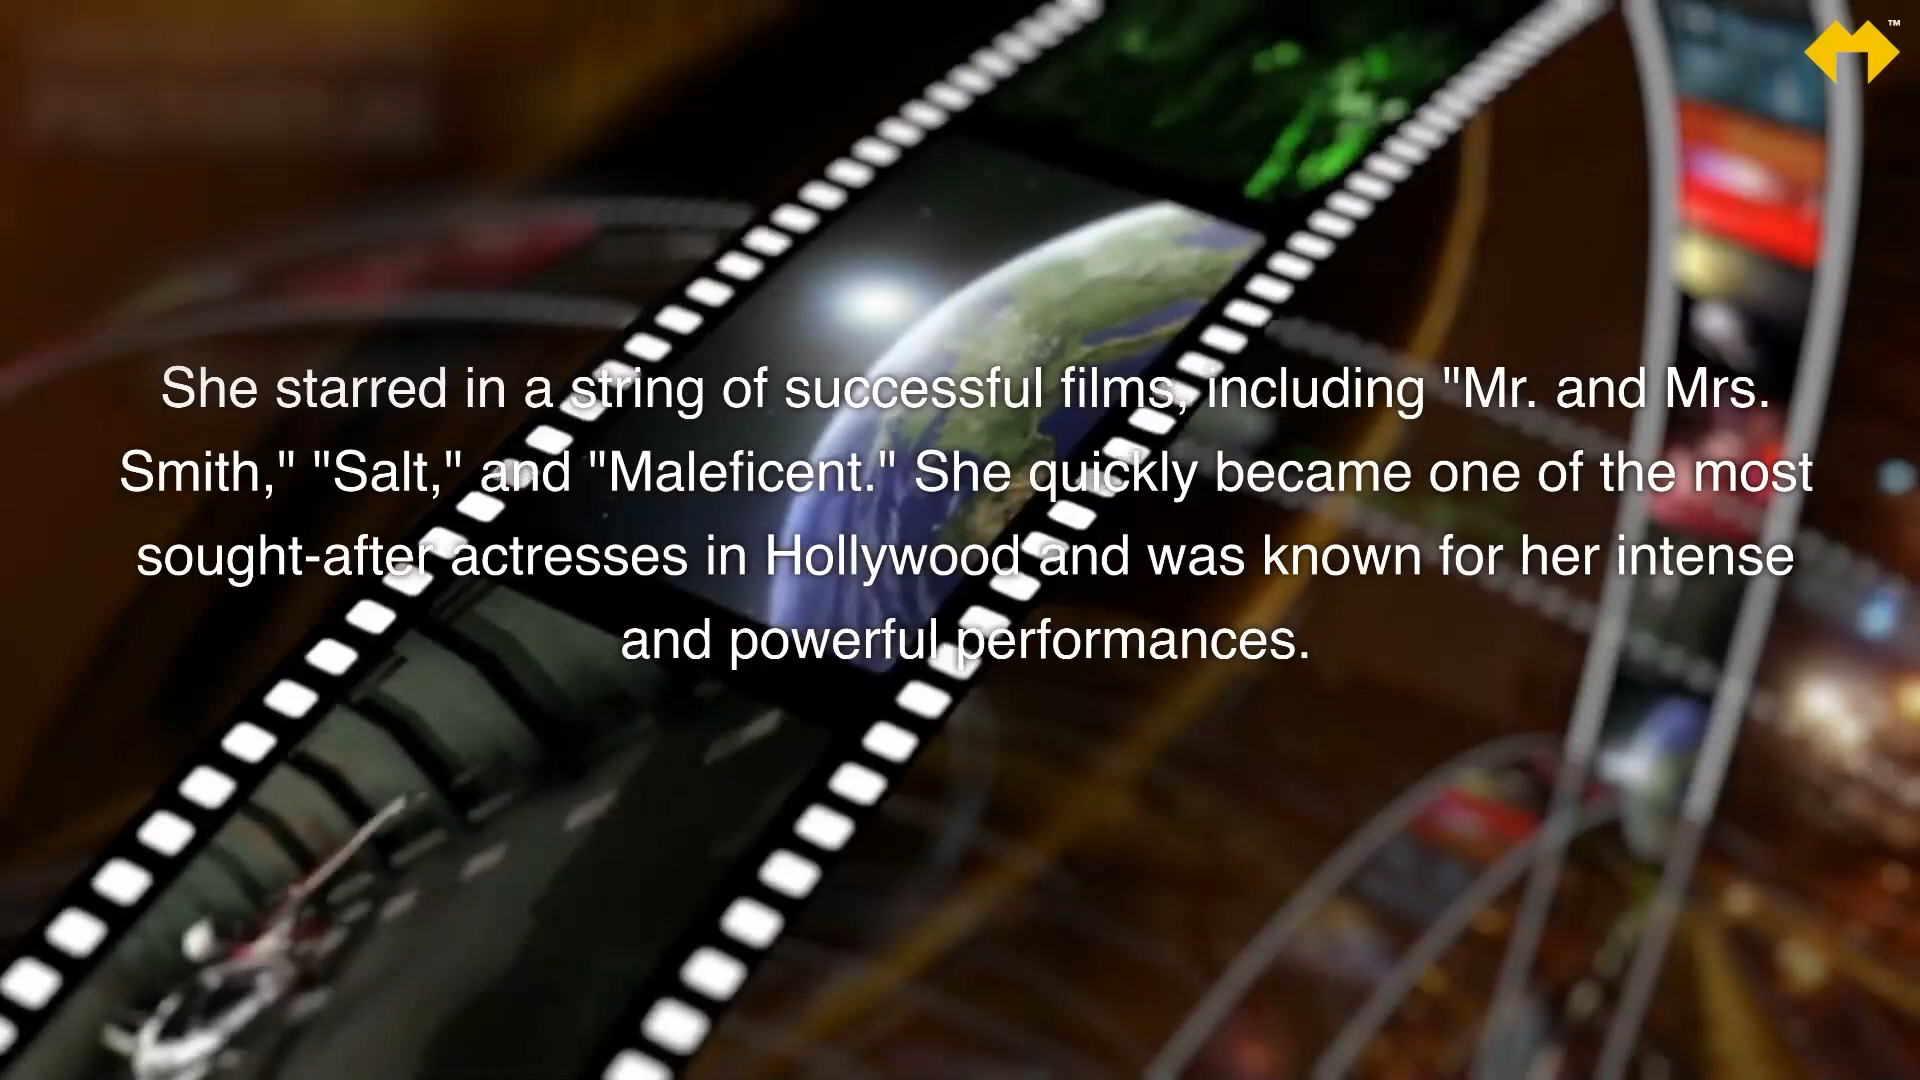 TM
She starred in a string of successful films, including "Mr. and Mrs.
Smith," "Salt," and "Maleficent." She quickly became one of the most
sought-after actresses in Hollywood and was known for her intense
and powerful performances.